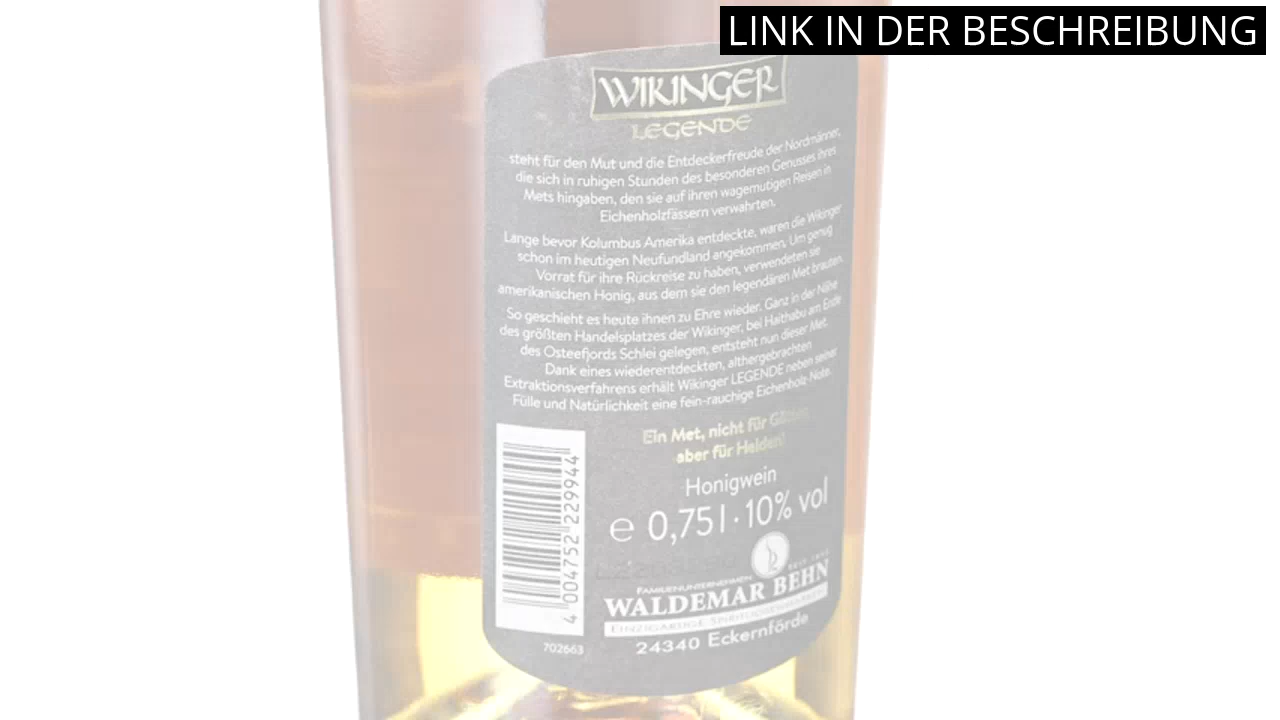 LINK IN DER BESCHREIBUNG
WIKINGER
LEGENDE
steht für den Mut und die Entdeckerfreude der Nordmänner,
die sich in ruhigen Stunden des besonderen Genusses ihres
Mets hingaben, den sie auf ihren wagemutigen Reisen in
Eichenholzfässern verwahrten.
Lange bevor Kolumbus Amerika entdeckte, waren die Wikinger
schon im heutigen Neufundland angekommen. Um genug
Vorrat für ihre Rückreise zu haben, verwendeten sie
amerikanischen Honig, aus dem sie den legendären Met brauten.
So geschieht es heute ihnen zu Ehre wieder. Ganz in der Nähe
des größten Handelsplatzes der Wikinger, bei Haithabu am Ende
des Osteefjords Schlei gelegen, entsteht nun dieser Met.
Dank eines wiederentdeckten, althergebrachten
Extraktionsverfahrens erhält Wikinger LEGENDE neben seiner
Fülle und Natürlichkeit eine fein-rauchige Eichenholz-Note.
Ein Met, nicht für Götter,
aber für Helden!
Honigwein
e 0,75 l · 10% vol
SEIT 1892
FAMILIENUNTERNEHMEN
WALDEMAR BEHN
EINZIGARTIGE SPIRITUOSENMARKEN
24340 Eckernförde
4 004752 229944
702663